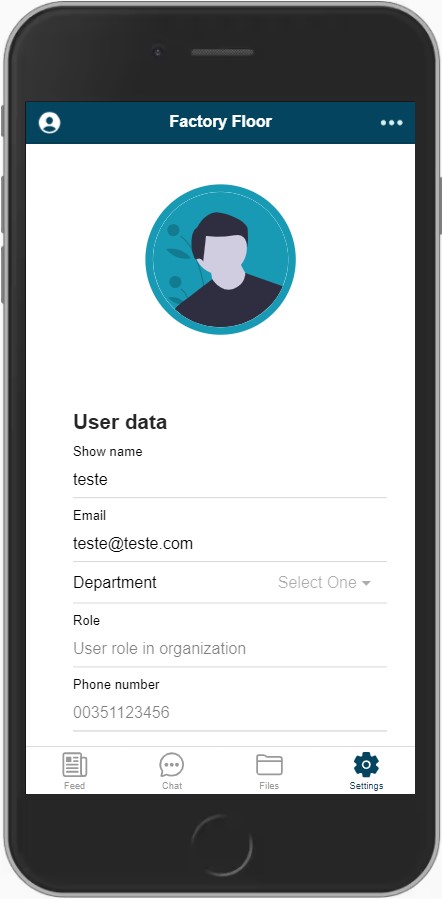 Factory Floor
User data
Show name
teste
Email
teste@teste.com
Department Select One
Role
User role in organization
Phone number
00351123456
Feed Chat Files Settings